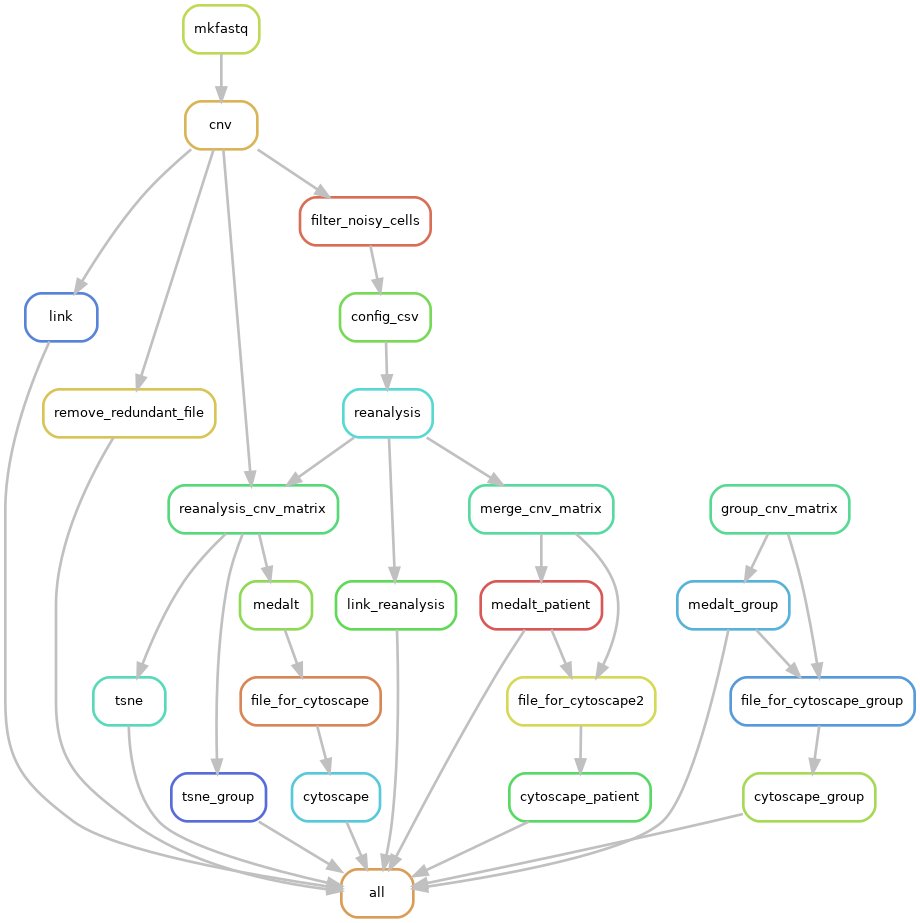 mkfastq
cnv
filter_noisy_cells
link
config_csv
remove_redundant_file
reanalysis
reanalysis_cnv_matrix
merge_cnv_matrix
group_cnv_matrix
medalt
link_reanalysis
medalt_patient
medalt_group
tsne
file_for_cytoscape
file_for_cytoscape2
file_for_cytoscape_group
tsne_group
cytoscape
cytoscape_patient
cytoscape_group
all